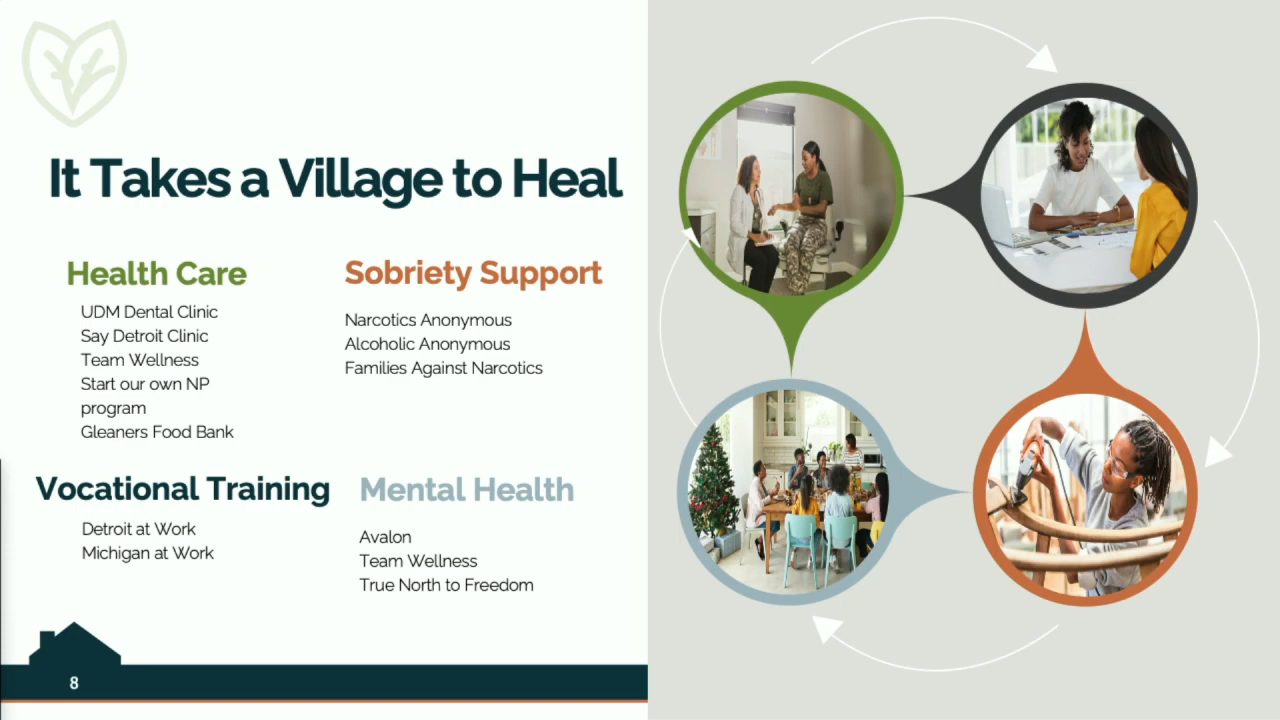 It Takes a Village to Heal
Health Care
UDM Dental Clinic
Say Detroit Clinic
Team Wellness
Start our own NP
program
Gleaners Food Bank
Sobriety Support
Narcotics Anonymous
Alcoholic Anonymous
Families Against Narcotics
Vocational Training
Detroit at Work
Michigan at Work
Mental Health
Avalon
Team Wellness
True North to Freedom
8